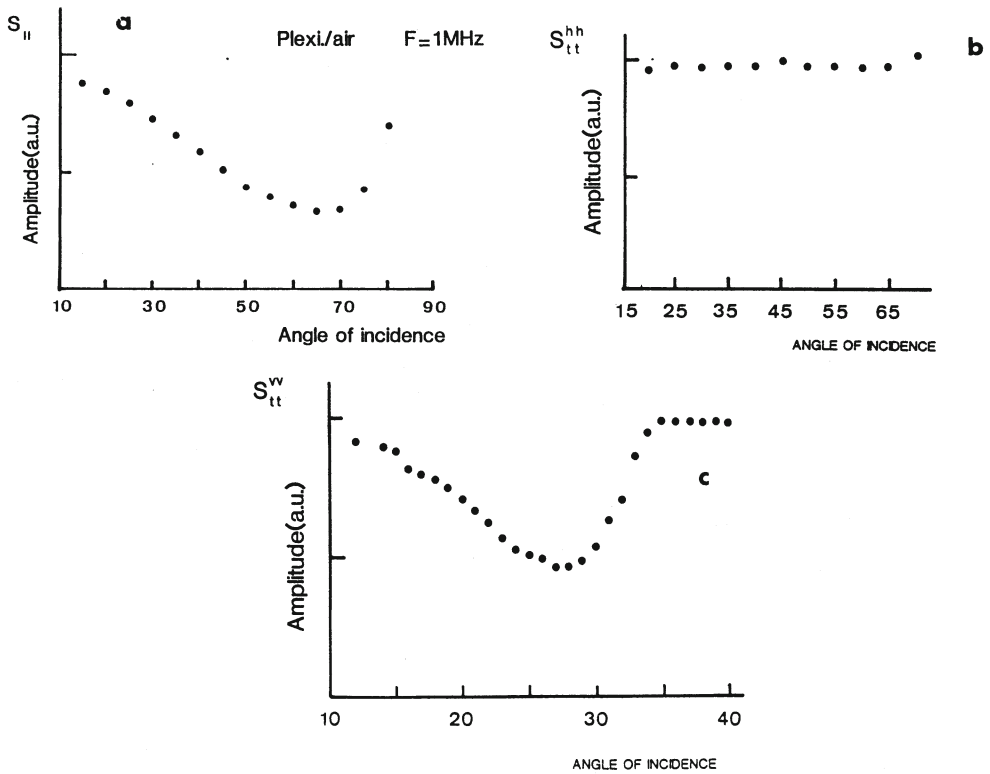 S_ll a Plexi./air F=1MHz
Amplitude(a.u.)
10 30 50 70 90
Angle of incidence
S_tt^hh b
Amplitude(a.u.)
15 25 35 45 55 65
ANGLE OF INCIDENCE
S_tt^vv
c
Amplitude(a.u.)
10 20 30 40
ANGLE OF INCIDENCE